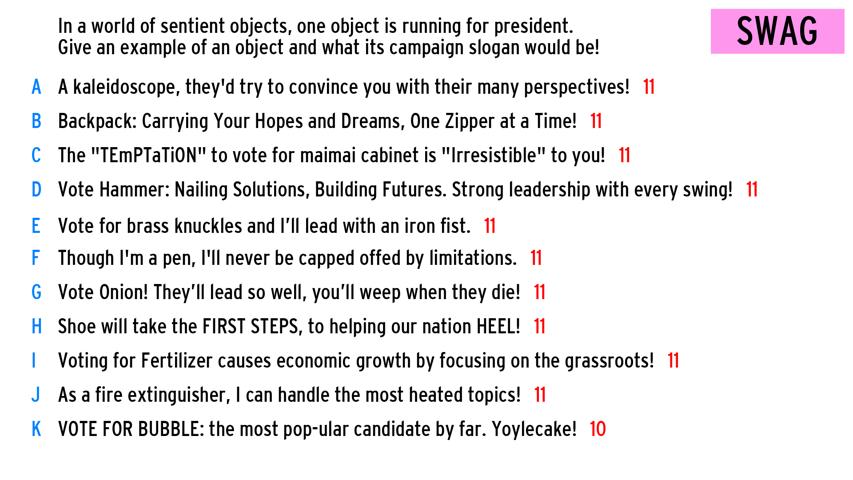 In a world of sentient objects, one object is running for president.
Give an example of an object and what its campaign slogan would be!
SWAG
A A kaleidoscope, they'd try to convince you with their many perspectives! 11
B Backpack: Carrying Your Hopes and Dreams, One Zipper at a Time! 11
C The "TEmPTaTiON" to vote for maimai cabinet is "Irresistible" to you! 11
D Vote Hammer: Nailing Solutions, Building Futures. Strong leadership with every swing! 11
E Vote for brass knuckles and I’ll lead with an iron fist. 11
F Though I'm a pen, I'll never be capped offed by limitations. 11
G Vote Onion! They’ll lead so well, you’ll weep when they die! 11
H Shoe will take the FIRST STEPS, to helping our nation HEEL! 11
I Voting for Fertilizer causes economic growth by focusing on the grassroots! 11
J As a fire extinguisher, I can handle the most heated topics! 11
K VOTE FOR BUBBLE: the most pop-ular candidate by far. Yoylecake! 10